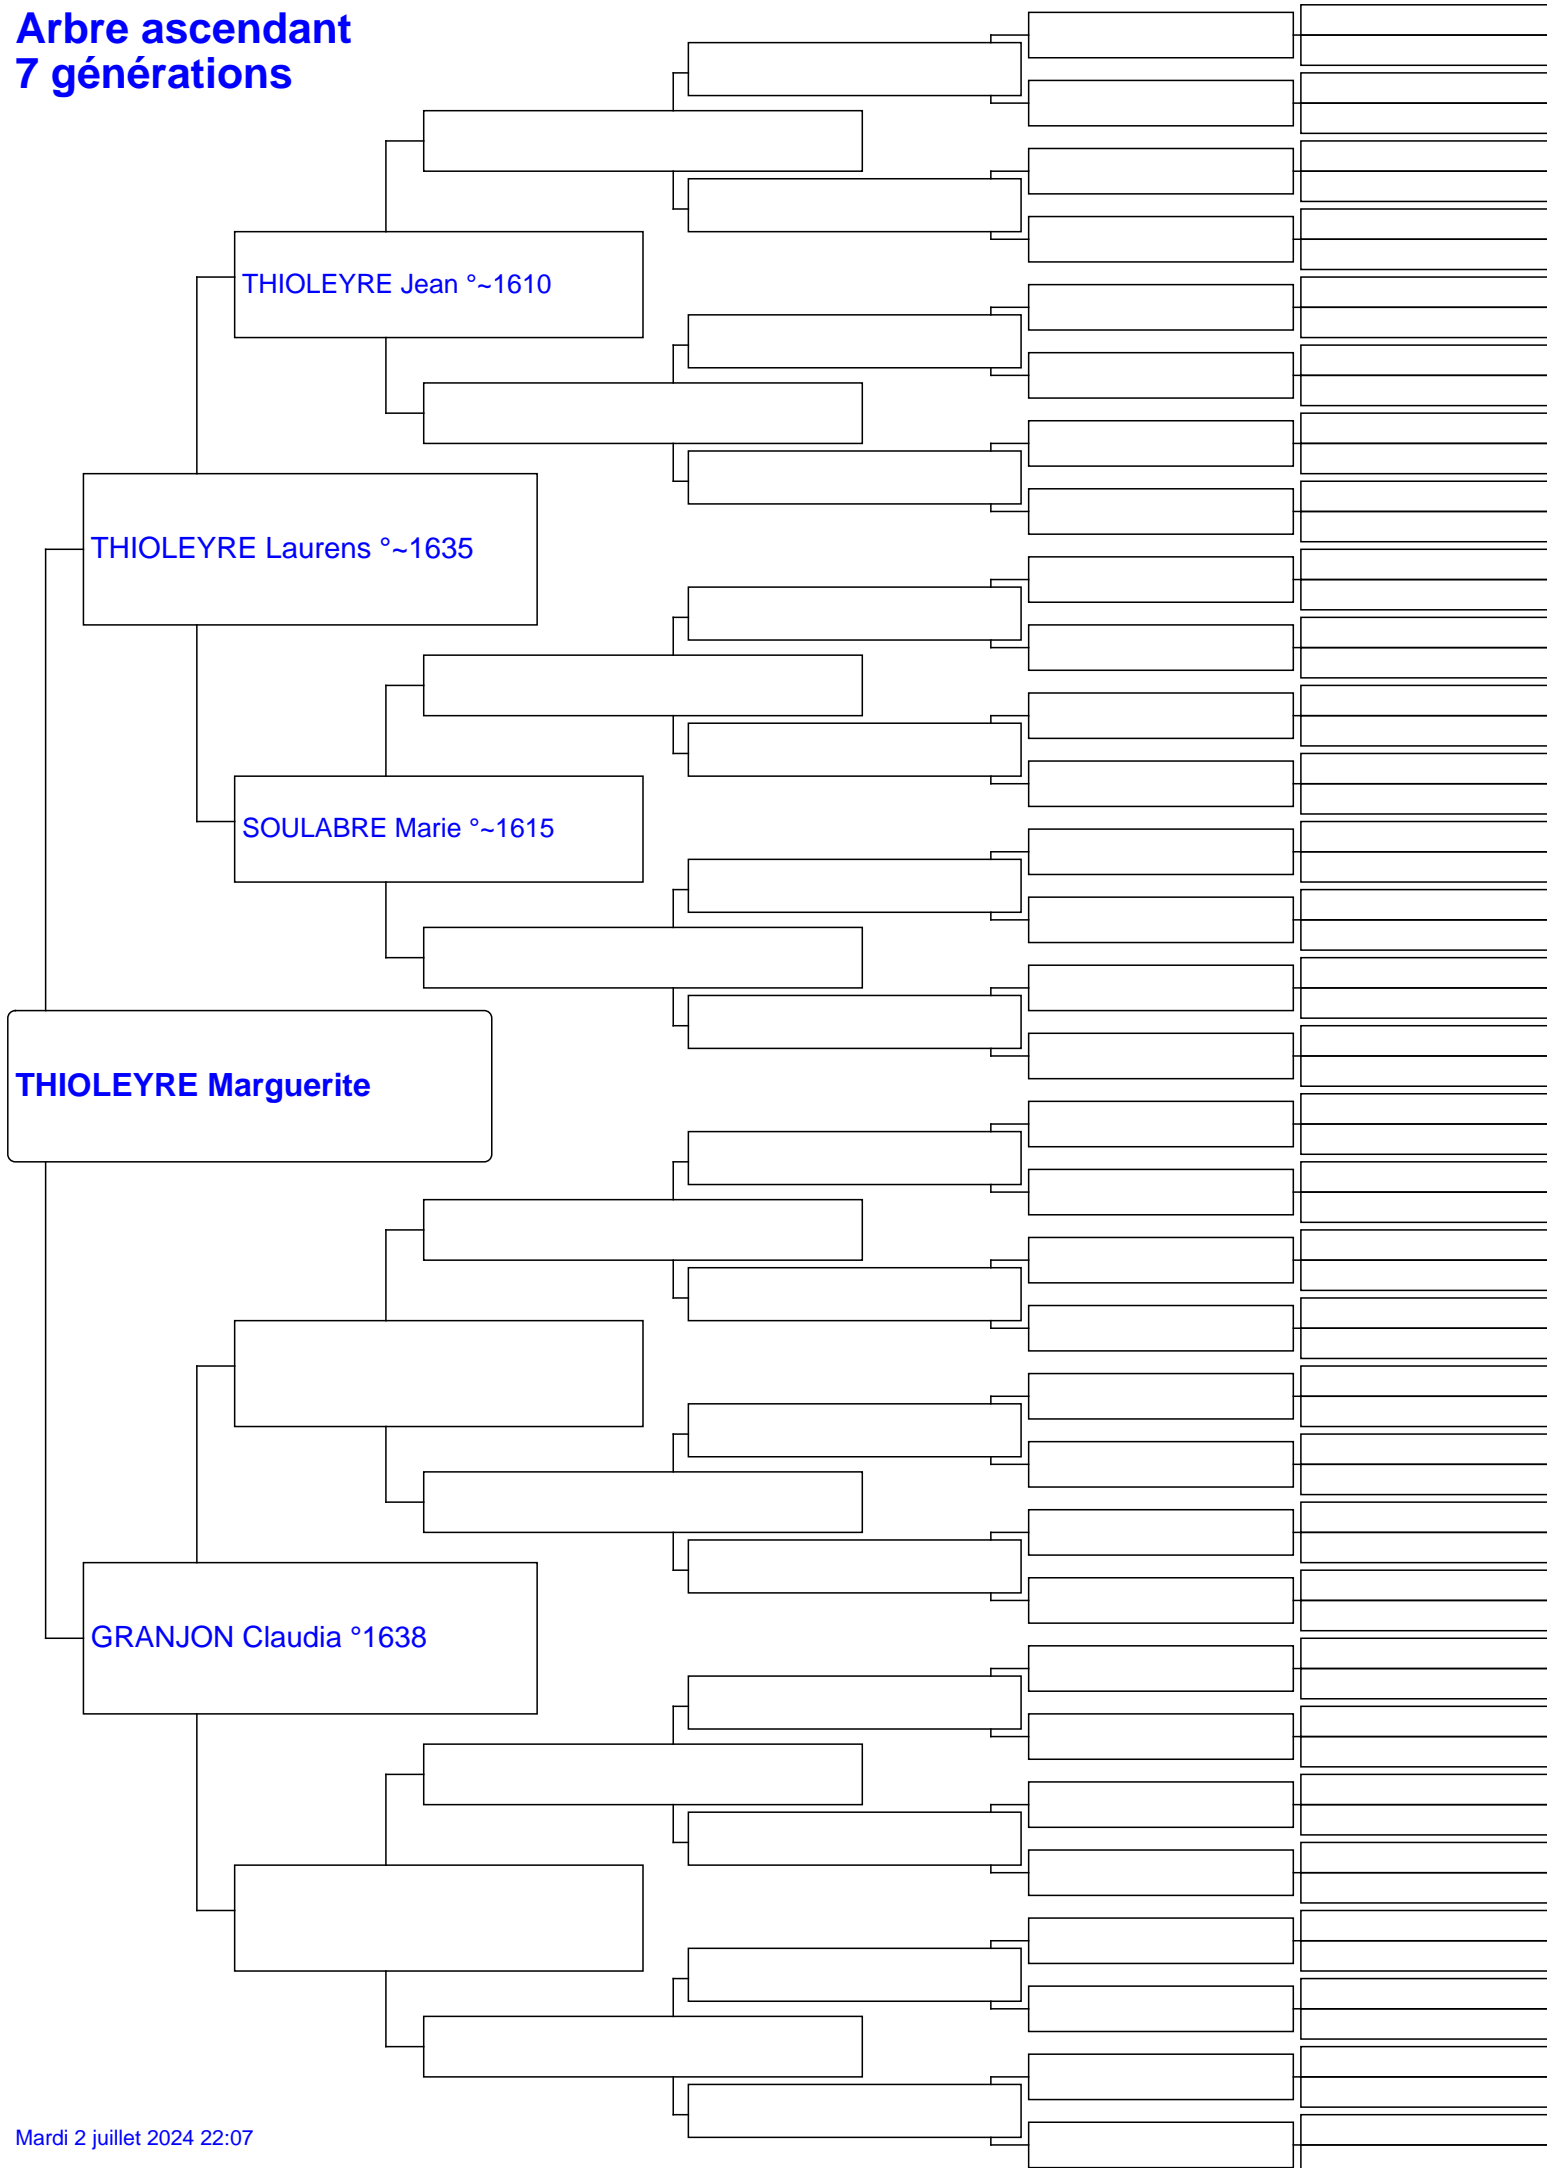 Arbre ascendant
7 générations
THIOLEYRE Jean °~1610
THIOLEYRE Laurens °~1635
SOULABRE Marie °~1615
THIOLEYRE Marguerite
GRANJON Claudia °1638
Mardi 2 juillet 2024 22:07